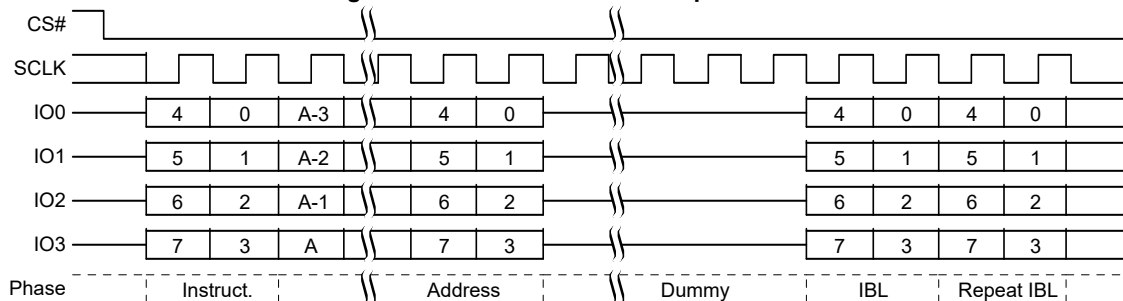 CS#
SCLK
IO0 4 0 A-3 4 0 4 0 4 0
IO1 5 1 A-2 5 1 5 1 5 1
IO2 6 2 A-1 6 2 6 2 6 2
IO3 7 3 A 7 3 7 3 7 3
Phase Instruct. Address Dummy IBL Repeat IBL